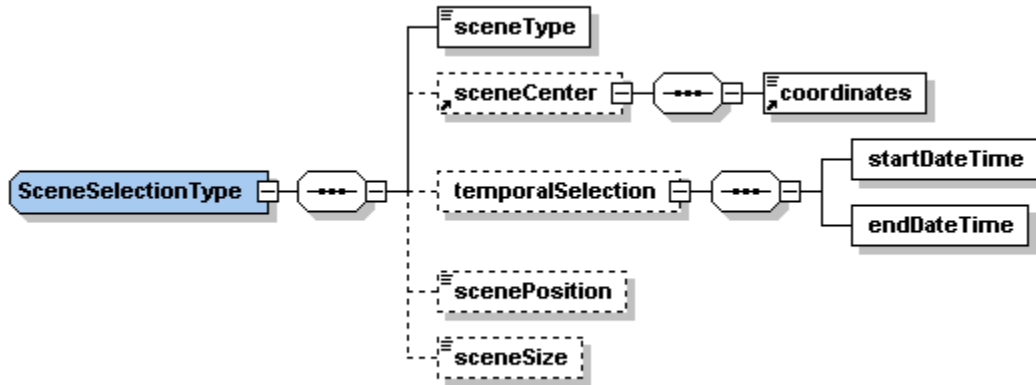 sceneType
sceneCenter
coordinates
SceneSelectionType
temporalSelection
startDateTime
endDateTime
scenePosition
sceneSize